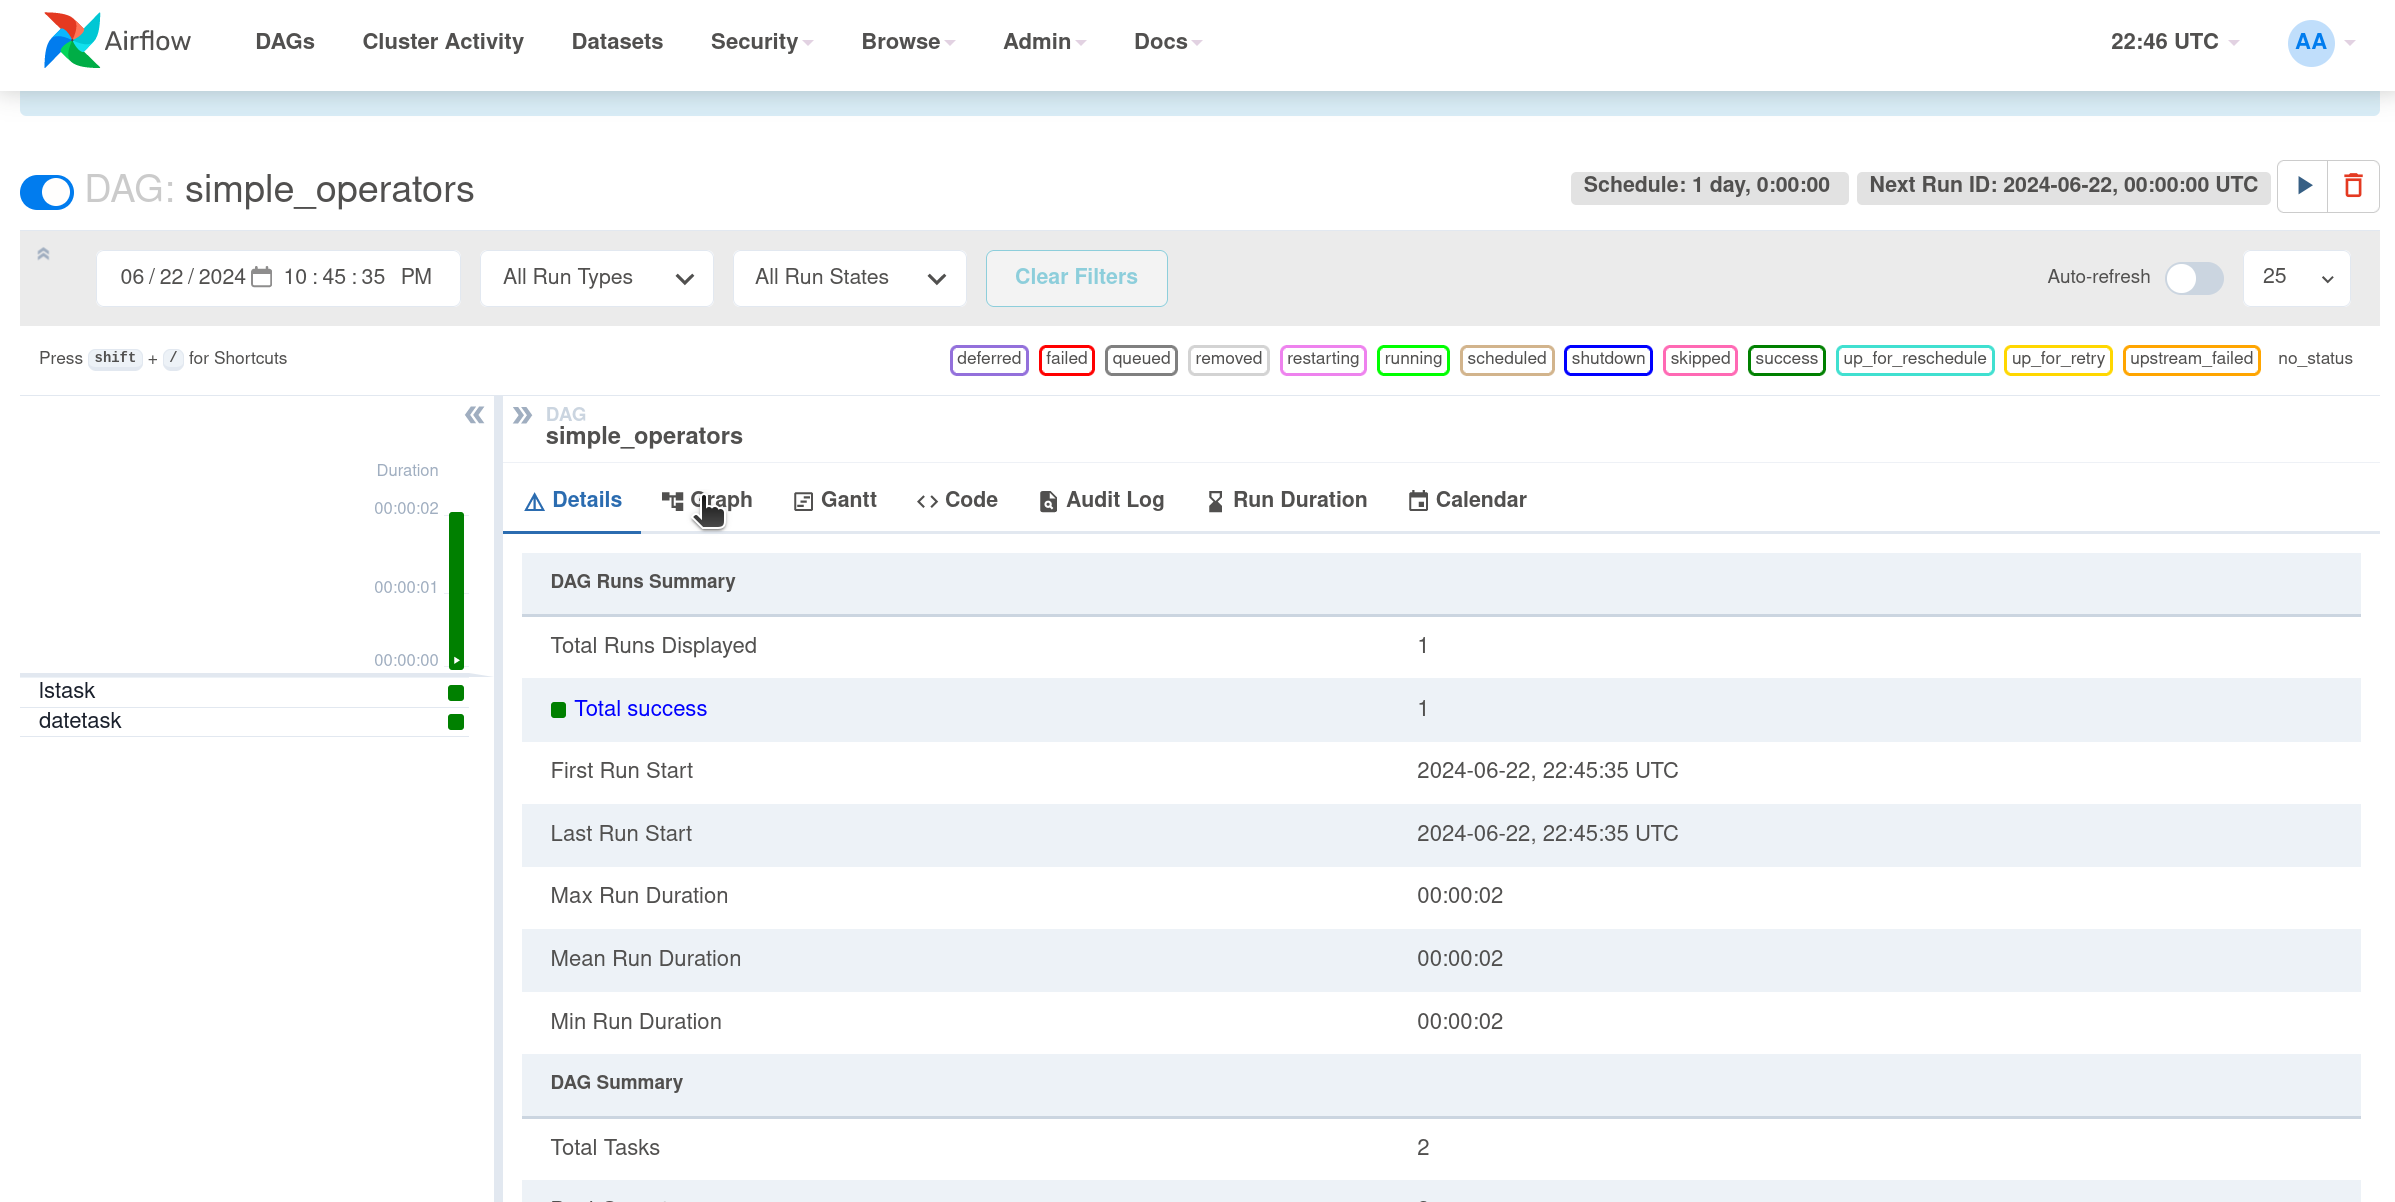 Airflow DAGs Cluster Activity Datasets Security Browse Admin Docs 22:46 UTC AA
DAG: simple_operators Schedule: 1 day, 0:00:00 Next Run ID: 2024-06-22, 00:00:00 UTC
06 / 22 / 2024 10 : 45 : 35 PM All Run Types All Run States Clear Filters Auto-refresh 25
Press shift + / for Shortcuts deferred failed queued removed restarting running scheduled shutdown skipped success up_for_reschedule up_for_retry upstream_failed no_status
DAG
simple_operators
Duration
00:00:02
00:00:01
00:00:00
lstask
datetask
Details Graph Gantt Code Audit Log Run Duration Calendar
DAG Runs Summary
Total Runs Displayed 1
Total success 1
First Run Start 2024-06-22, 22:45:35 UTC
Last Run Start 2024-06-22, 22:45:35 UTC
Max Run Duration 00:00:02
Mean Run Duration 00:00:02
Min Run Duration 00:00:02
DAG Summary
Total Tasks 2